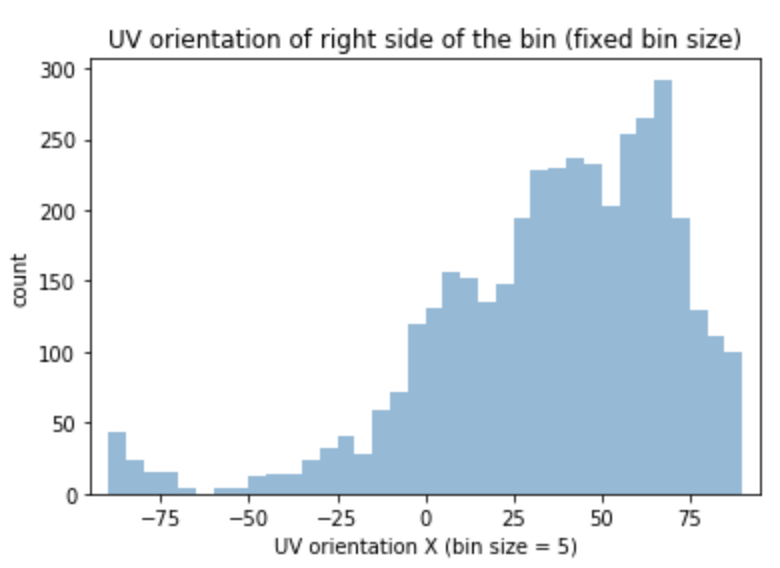 UV orientation of right side of the bin (fixed bin size)
300
250
200
150
100
50
0
count
−75 −50 −25 0 25 50 75
UV orientation X (bin size = 5)